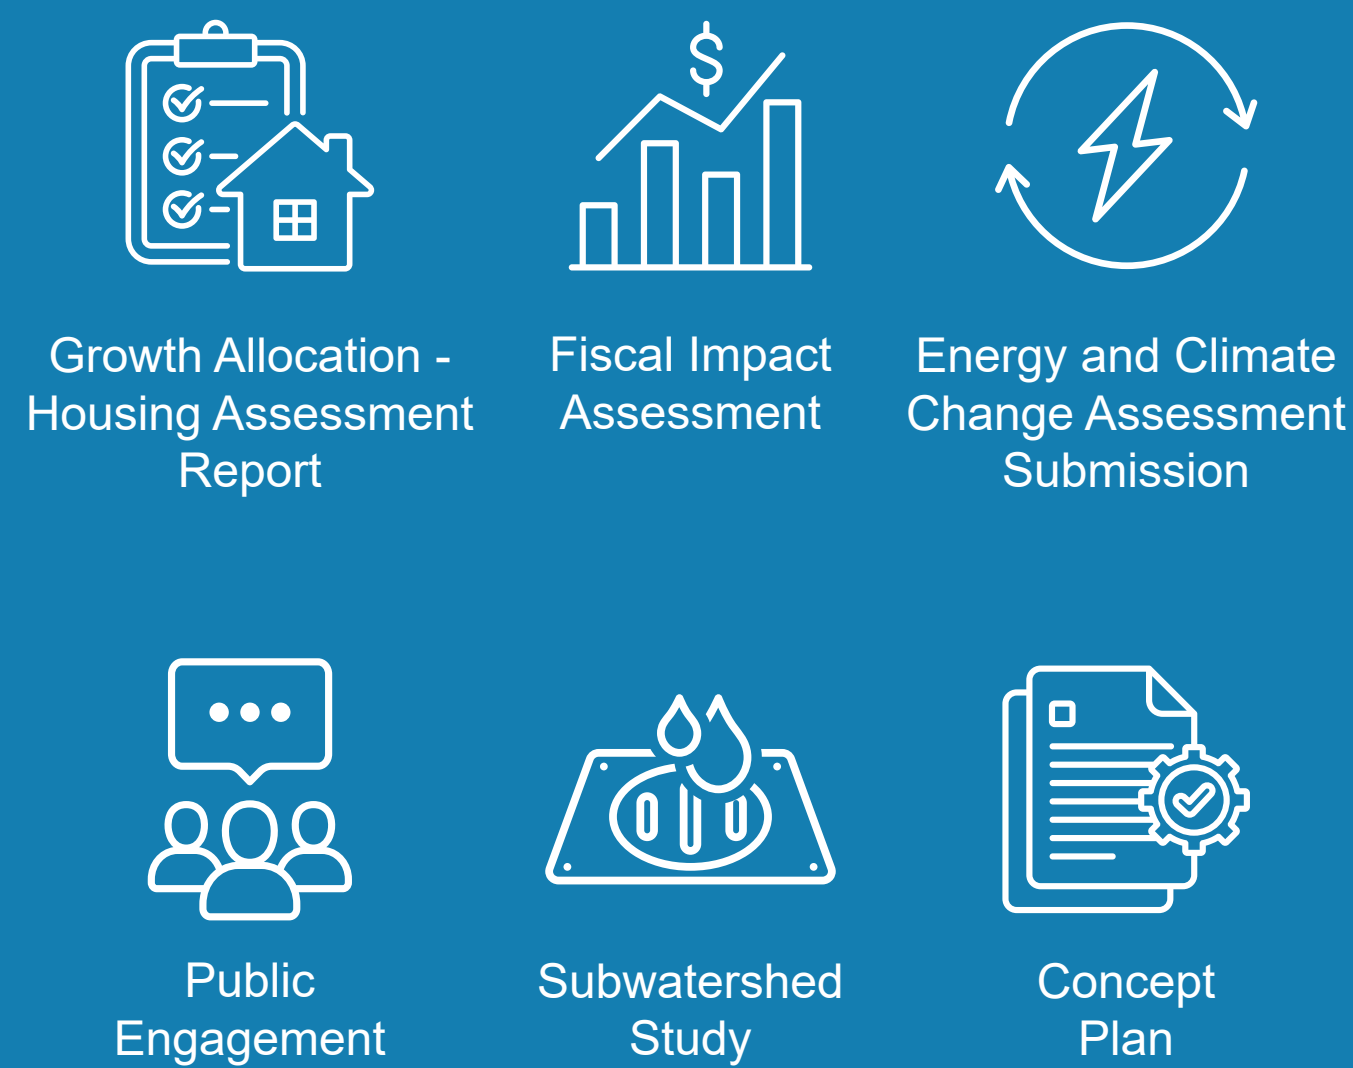 $
Growth Allocation -
Housing Assessment
Report
Fiscal Impact
Assessment
Energy and Climate
Change Assessment
Submission
Public
Engagement
Subwatershed
Study
Concept
Plan